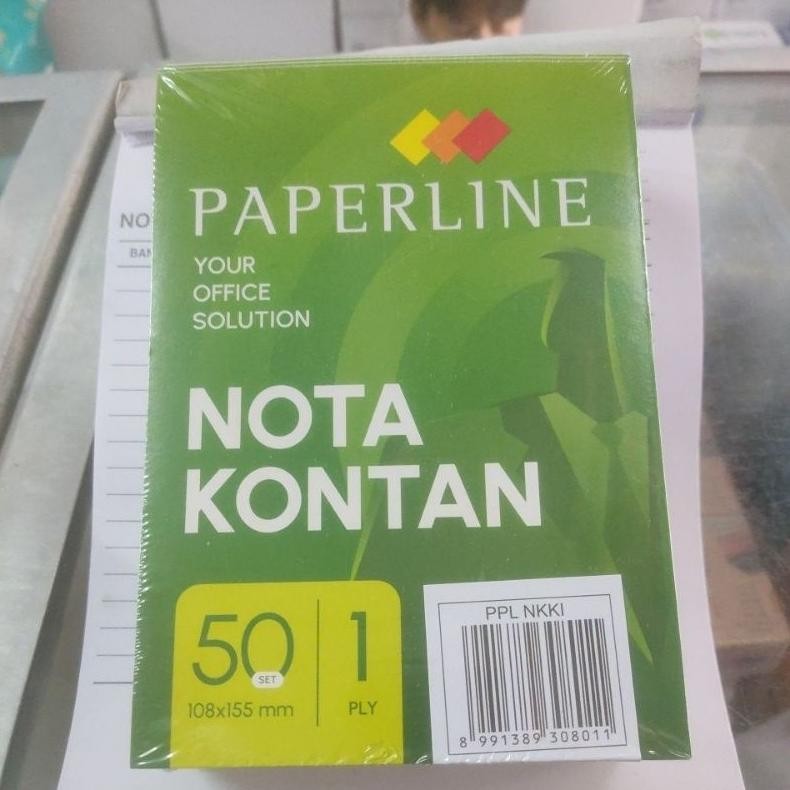 PAPERLINE
YOUR
OFFICE
SOLUTION
NOTA
KONTAN
50
SET
108x155 mm
1
PLY
PPL NKKI
8 991389 308011
NO
BAN